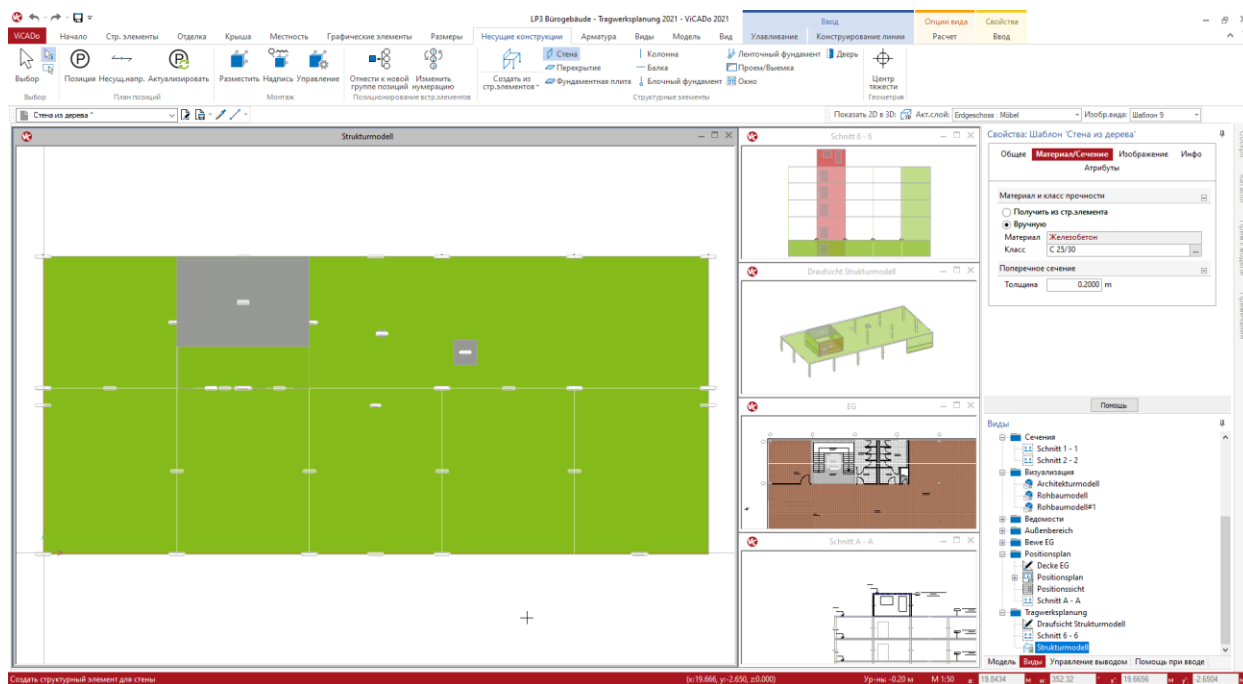 LP3 Bürogebäude - Tragwerksplanung 2021 - ViCADo 2021
Ввод
Опции вида
Свойства
ViCADo
Начало
Стр. элементы
Отделка
Крыша
Местность
Графические элементы
Размеры
Несущие конструкции
Арматура
Виды
Модель
Вид
Улавливание
Конструирование линии
Расчет
Ввод
Выбор
Позиция
Несущ.напр.
Актуализировать
Разместить
Надпись
Управление
Отнести к новой группе позиций
Изменить нумерацию
Создать из стр.элементов
Стена
Перекрытие
Фундаментная плита
Колонна
Балка
Блочный фундамент
Ленточный фундамент
Дверь
Проем/Выемка
Окно
Центр тяжести
Выбор
План позиций
Монтаж
Позиционирование встр.элементов
Структурные элементы
Геометрия
Стена из дерева *
Показать 2D в 3D:
Акт.слой:
Erdgeschoss : Möbel
Изобр.вида:
Шаблон 9
Strukturmodell
Schnitt 6 - 6
Draufsicht Strukturmodell
EG
Schnitt A - A
Свойства: Шаблон 'Стена из дерева'
Общее
Материал/Сечение
Изображение
Инфо
Атрибуты
Материал и класс прочности
Получить из стр.элемента
Вручную
Материал
Железобетон
Класс
C 25/30
...
Поперечное сечение
Толщина
0.2000
m
Помощь
Виды
Сечения
Schnitt 1 - 1
Schnitt 2 - 2
Визуализация
Architekturmodell
Rohbaumodell
Rohbaumodell#1
Ведомости
Außenbereich
Bewe EG
Positionsplan
Decke EG
Positionsplan
Positionssicht
Schnitt A - A
Tragwerksplanung
Draufsicht Strukturmodell
Schnitt 6 - 6
Strukturmodell
Модель
Виды
Управление выводом
Помощь при вводе
Создать структурный элемент для стены
(x:19.666, y:-2.650, z:0.000)
Ур-ны -0.20 м
М 1:50
19.8434
м
352.32
19.6656
м
-2.6504